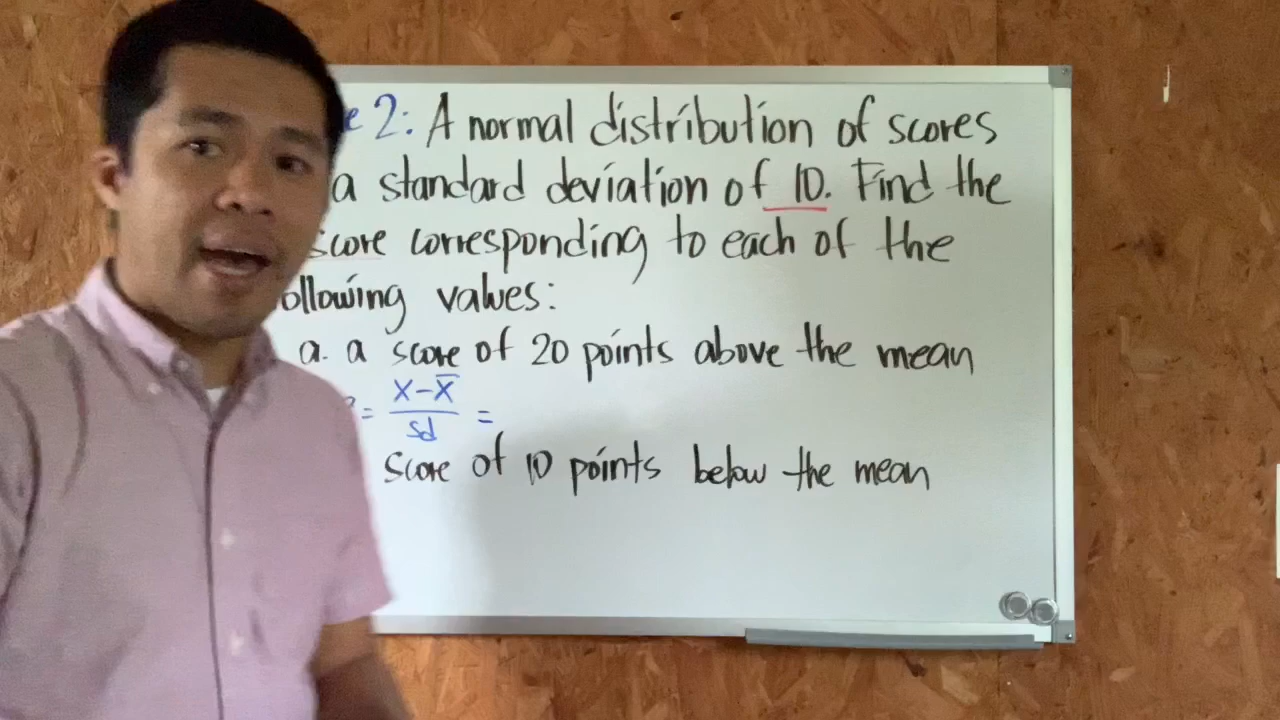 2: A normal distribution of scores
a standard deviation of 10. Find the
score corresponding to each of the
ollowing values:
a. a score of 20 points above the mean
= X-X̅ / sd =
score of 10 points below the mean